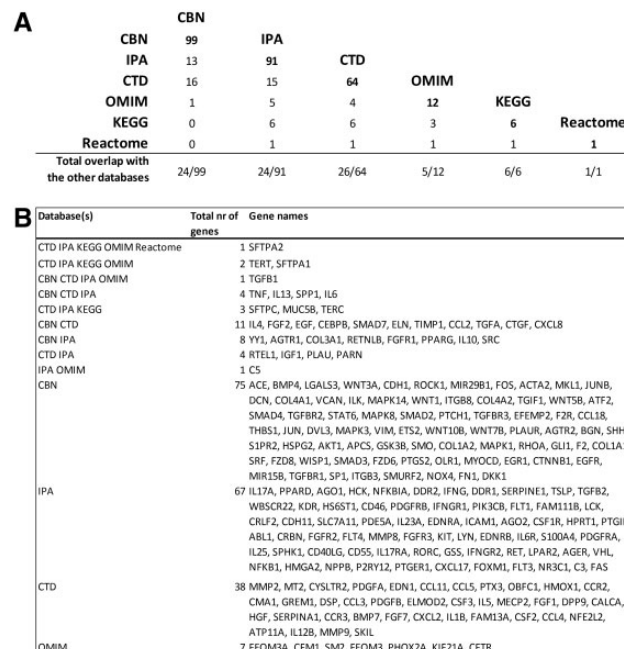 A
CBN
CBN 99 IPA
IPA 13 91 CTD
CTD 16 15 64 OMIM
OMIM 1 5 4 12 KEGG
KEGG 0 6 6 3 6 Reactome
Reactome 0 1 1 1 1 1
Total overlap with
the other databases 24/99 24/91 26/64 5/12 6/6 1/1
B
Database(s) Total nr of Gene names
genes
CTD IPA KEGG OMIM Reactome 1 SFTPA2
CTD IPA KEGG OMIM 2 TERT, SFTPA1
CBN CTD IPA OMIM 1 TGFB1
CBN CTD IPA 4 TNF, IL13, SPP1, IL6
CTD IPA KEGG 3 SFTPC, MUC5B, TERC
CBN CTD 11 IL4, FGF2, EGF, CEBPB, SMAD7, ELN, TIMP1, CCL2, TGFA, CTGF, CXCL8
CBN IPA 8 YY1, AGTR1, COL3A1, RETNLB, FGFR1, PPARG, IL10, SRC
CTD IPA 4 RTEL1, IGF1, PLAU, PARN
IPA OMIM 1 C5
CBN 75 ACE, BMP4, LGALS3, WNT3A, CDH1, ROCK1, MIR29B1, FOS, ACTA2, MKL1, JUNB,
DCN, COL4A1, VCAN, ILK, MAPK14, WNT1, ITGB8, COL4A2, TGIF1, WNT5B, ATF2,
SMAD4, TGFBR2, STAT6, MAPK8, SMAD2, PTCH1, TGFBR3, EFEMP2, F2R, CCL18,
THBS1, JUN, DVL3, MAPK3, VIM, ETS2, WNT10B, WNT7B, PLAUR, AGTR2, BGN, SHH
S1PR2, HSPG2, AKT1, APCS, GSK3B, SMO, COL1A2, MAPK1, RHOA, GLI1, F2, COL1A1
SRF, FZD8, WISP1, SMAD3, FZD6, PTGS2, OLR1, MYOCD, EGR1, CTNNB1, EGFR,
MIR15B, TGFBR1, SP1, ITGB3, SMURF2, NOX4, FN1, DKK1
IPA 67 IL17A, PPARD, AGO1, HCK, NFKBIA, DDR2, IFNG, DDR1, SERPINE1, TSLP, TGFB2,
WBSCR22, KDR, HS6ST1, CD46, PDGFRB, IFNGR1, PIK3CB, FLT1, FAM111B, LCK,
CRLF2, CDH11, SLC7A11, PDE5A, IL23A, EDNRA, ICAM1, AGO2, CSF1R, HPRT1,
ABL1, CRBN, FGFR2, FLT4, MMP8, FGFR3, KIT, LYN, EDNRB, IL6R, S100A4, PDGFRA,
IL25, SPHK1, CD40LG, CD55, IL17RA, RORC, GSS, IFNGR2, RET, LPAR2, AGER, VHL,
NFKB1, HMGA2, NPPB, P2RY12, PTGER1, CXCL17, FOXM1, FLT3, NR3C1, C3, FAS
CTD 38 MMP2, MT2, CYSLTR2, PDGFA, EDN1, CCL11, CCL5, PTX3, OBFC1, HMOX1, CCR2,
CMA1, GREM1, DSP, CCL3, PDGFB, ELMOD2, CSF3, IL5, MECP2, FGF1, DPP9, CALCA,
HGF, SERPINA1, CCR3, BMP7, FGF7, CXCL2, IL1B, FAM13A, CSF2, CCL4, NFE2L2,
ATP11A, IL12B, MMP9, SKIL
OMIM 7 FEOM3A, CFM1, SM2, FEOM3, PHOX2A, KIF21A, CFTR